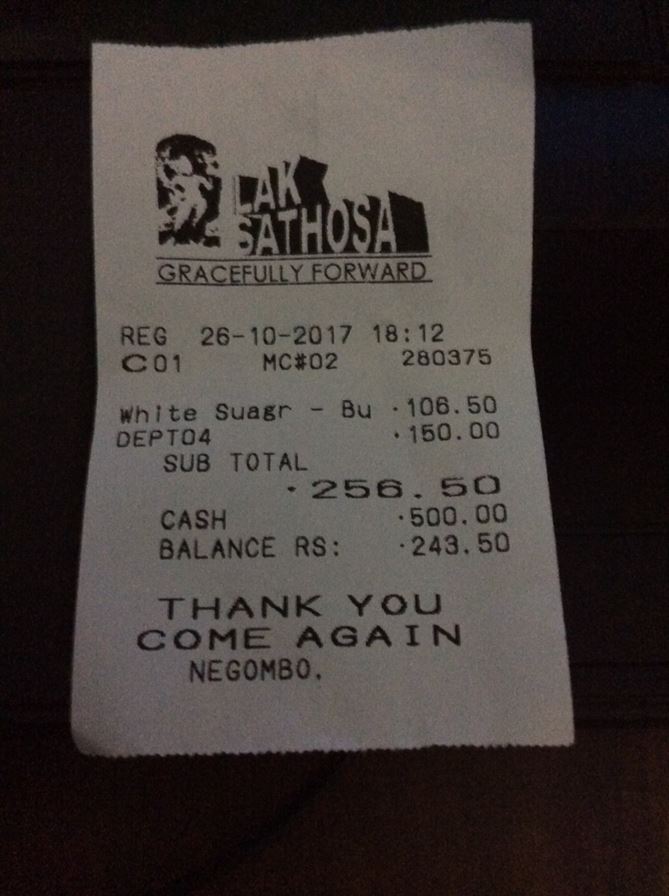 LAK
SATHOSA
GRACEFULLY FORWARD
REG 26-10-2017 18:12
C01 MC#02 280375
White Suagr - Bu ·106.50
DEPT04 ·150.00
SUB TOTAL
·256.50
CASH ·500.00
BALANCE RS: ·243.50
THANK YOU
COME AGAIN
NEGOMBO.